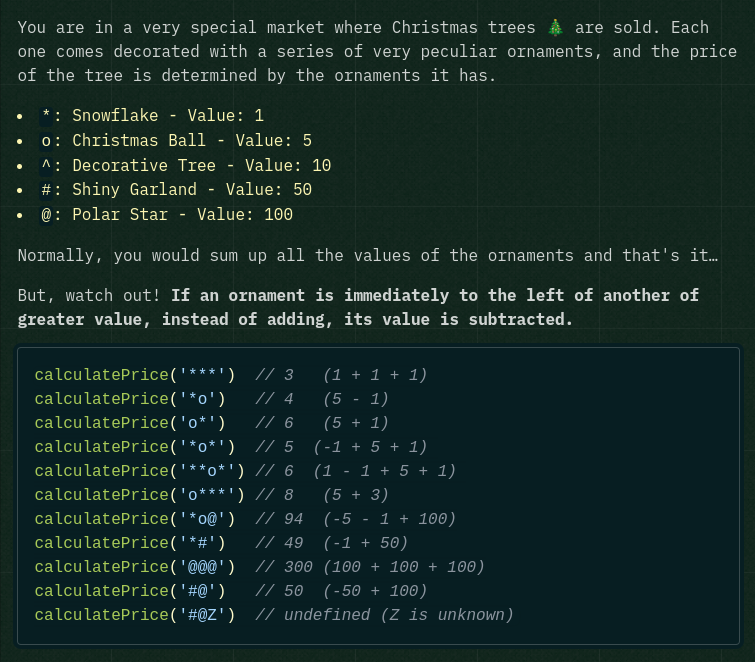 You are in a very special market where Christmas trees 🎄 are sold. Each
one comes decorated with a series of very peculiar ornaments, and the price
of the tree is determined by the ornaments it has.
• *: Snowflake - Value: 1
• o: Christmas Ball - Value: 5
• ^: Decorative Tree - Value: 10
• #: Shiny Garland - Value: 50
• @: Polar Star - Value: 100
Normally, you would sum up all the values of the ornaments and that's it…
But, watch out! If an ornament is immediately to the left of another of
greater value, instead of adding, its value is subtracted.
calculatePrice('***')  // 3   (1 + 1 + 1)
calculatePrice('*o')   // 4   (5 - 1)
calculatePrice('o*')   // 6   (5 + 1)
calculatePrice('*o*')  // 5  (-1 + 5 + 1)
calculatePrice('**o*') // 6  (1 - 1 + 5 + 1)
calculatePrice('o***') // 8   (5 + 3)
calculatePrice('*o@')  // 94  (-5 - 1 + 100)
calculatePrice('*#')   // 49  (-1 + 50)
calculatePrice('@@@')  // 300 (100 + 100 + 100)
calculatePrice('#@')   // 50  (-50 + 100)
calculatePrice('#@Z')  // undefined (Z is unknown)